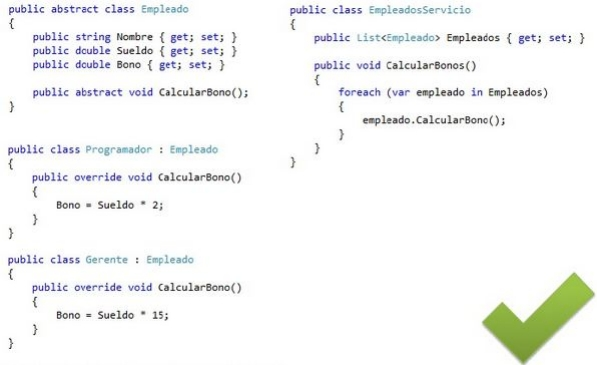 public abstract class Empleado
{
public string Nombre { get; set; }
public double Sueldo { get; set; }
public double Bono { get; set; }
public abstract void CalcularBono();
}
public class Programador : Empleado
{
public override void CalcularBono()
{
Bono = Sueldo * 2;
}
}
public class Gerente : Empleado
{
public override void CalcularBono()
{
Bono = Sueldo * 15;
}
}
public class EmpleadosServicio
{
public List<Empleado> Empleados { get; set; }
public void CalcularBonos()
{
foreach (var empleado in Empleados)
{
empleado.CalcularBono();
}
}
}